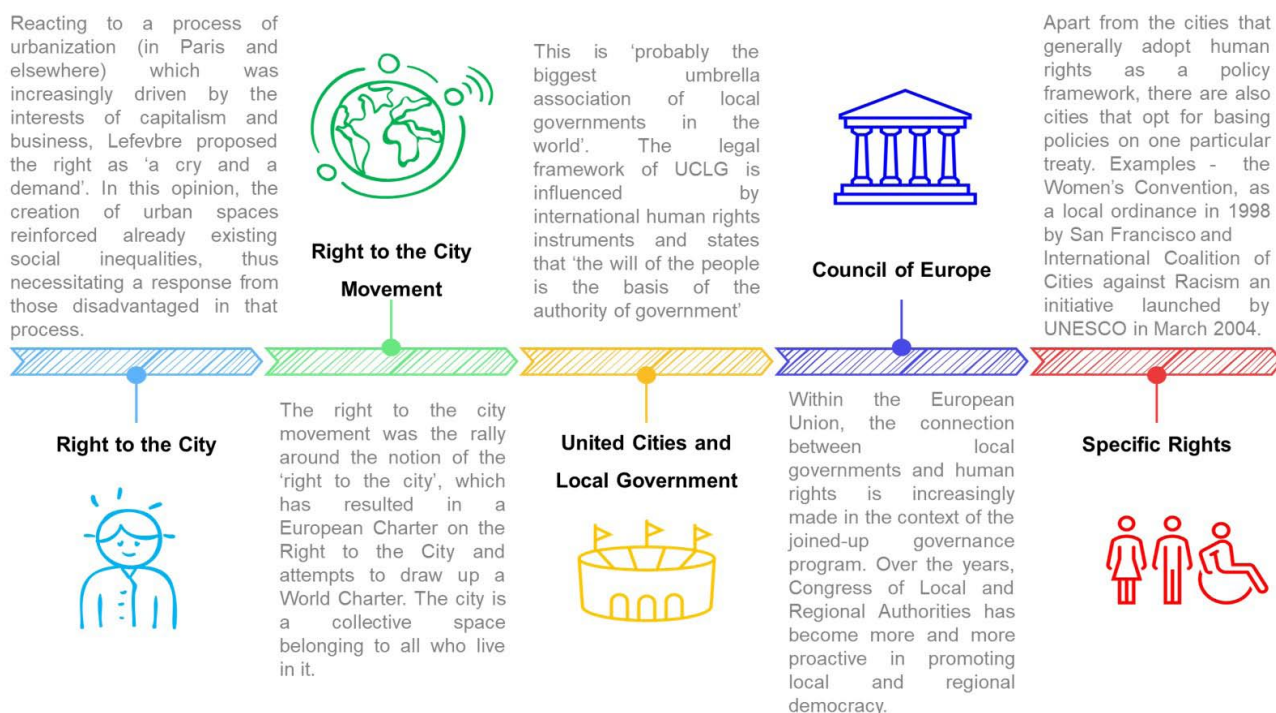 Reacting to a process of
urbanization (in Paris and
elsewhere) which was
increasingly driven by the
interests of capitalism and
business, Lefevbre proposed
the right as ‘a cry and a
demand’. In this opinion, the
creation of urban spaces
reinforced already existing
social inequalities, thus
necessitating a response from
those disadvantaged in that
process.
Right to the City
Right to the City
Movement
The right to the city
movement was the rally
around the notion of the
‘right to the city’, which
has resulted in a
European Charter on the
Right to the City and
attempts to draw up a
World Charter. The city is
a collective space
belonging to all who live
in it.
This is ‘probably the
biggest umbrella
association of local
governments in the
world’. The legal
framework of UCLG is
influenced by
international human rights
instruments and states
that ‘the will of the people
is the basis of the
authority of government’
United Cities and
Local Government
Council of Europe
Within the European
Union, the connection
between local
governments and human
rights is increasingly
made in the context of the
joined-up governance
program. Over the years,
Congress of Local and
Regional Authorities has
become more and more
proactive in promoting
local and regional
democracy.
Apart from the cities that
generally adopt human
rights as a policy
framework, there are also
cities that opt for basing
policies on one particular
treaty. Examples - the
Women’s Convention, as
a local ordinance in 1998
by San Francisco and
International Coalition of
Cities against Racism an
initiative launched by
UNESCO in March 2004.
Specific Rights